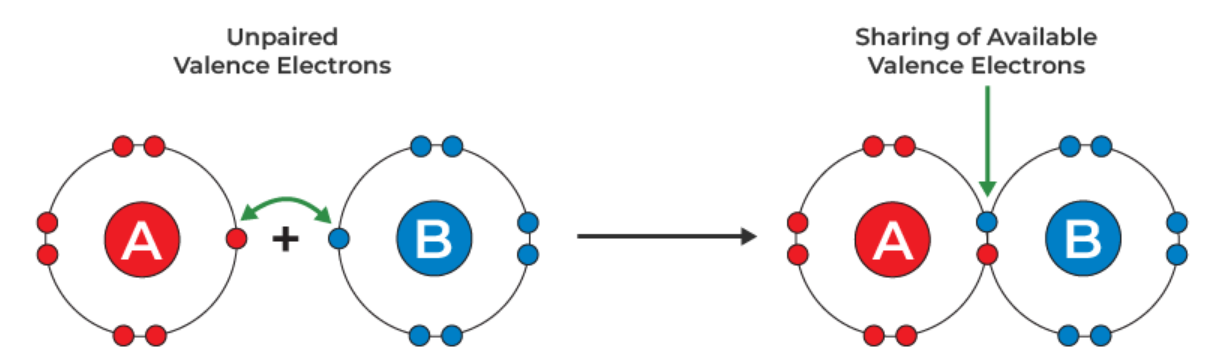 Unpaired
Valence Electrons
Sharing of Available
Valence Electrons
A
+
B
A
B